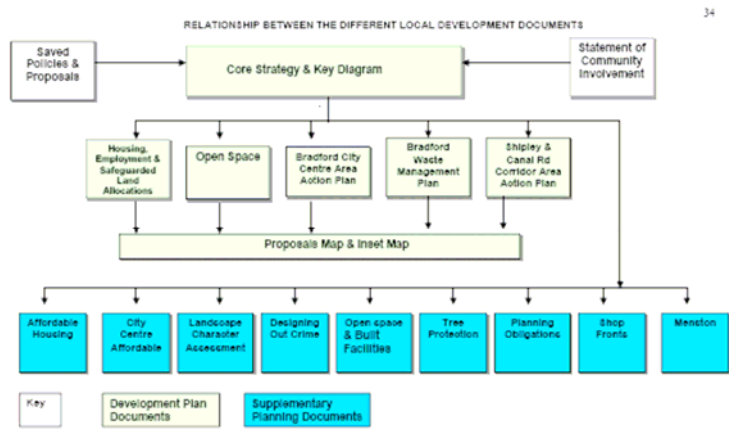 34
RELATIONSHIP BETWEEN THE DIFFERENT LOCAL DEVELOPMENT DOCUMENTS
Saved
Policies &
Proposals
Core Strategy & Key Diagram
Statement of
Community
Involvement
Housing,
Employment &
Safeguarded
Land
Allocations
Open Space
Bradford City
Centre Area
Action Plan
Bradford
Waste
Management
Plan
Shipley &
Canal Rd
Corridor Area
Action Plan
Proposals Map & Inset Map
Affordable
Housing
City
Centre
Affordable
Landscape
Character
Assessment
Designing
Out Crime
Open space
& Built
Facilities
Tree
Protection
Planning
Obligations
Shop
Fronts
Menston
Key
Development Plan
Documents
Supplementary
Planning Documents